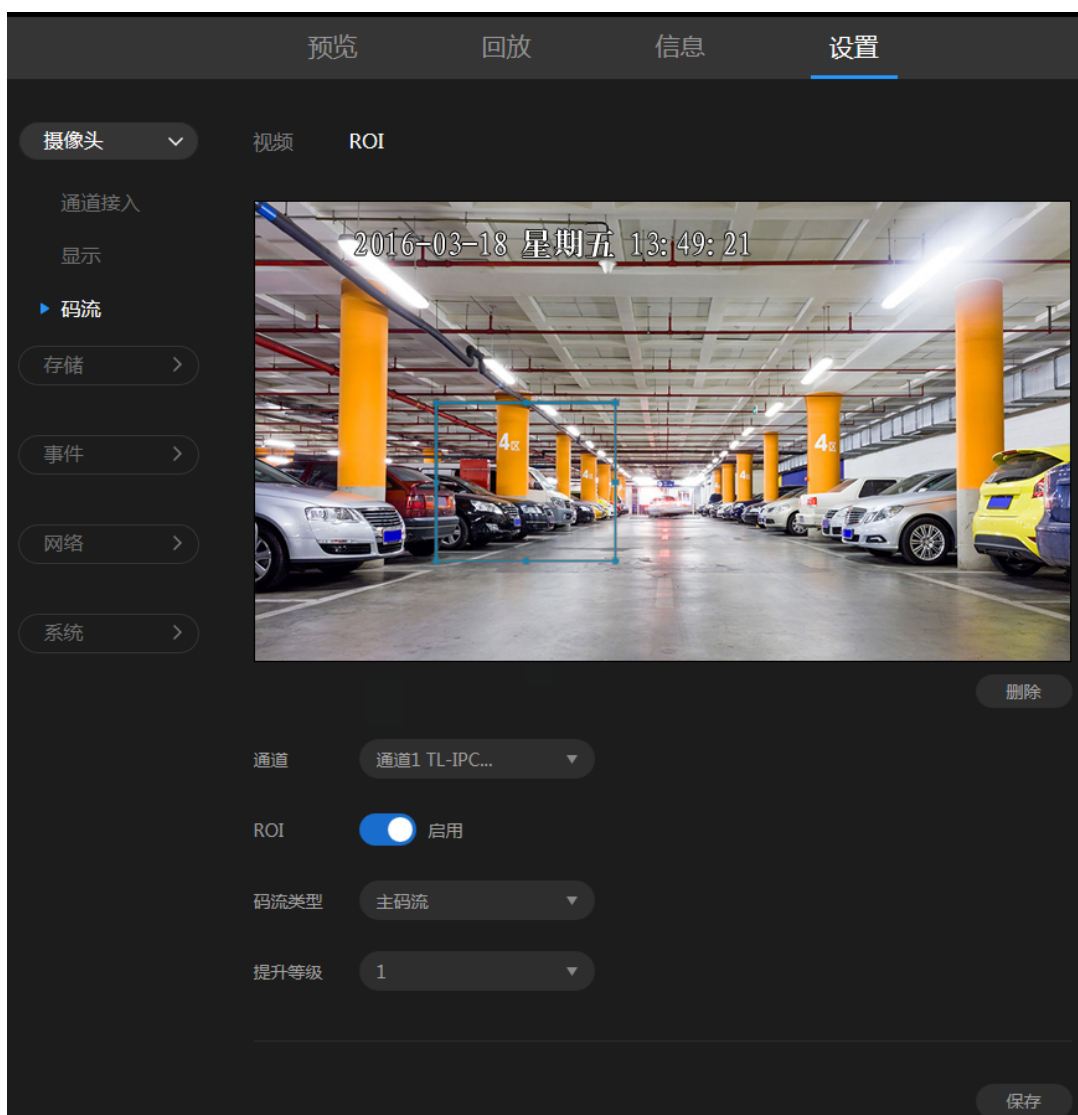 预览 回放 信息 设置
摄像头
视频 ROI
通道接入
显示
码流
存储
事件
网络
系统
2016-03-18 星期五 13:49:21
4区
4区
4
4
删除
通道 通道1 TL-IPC...
ROI 启用
码流类型 主码流
提升等级 1
保存